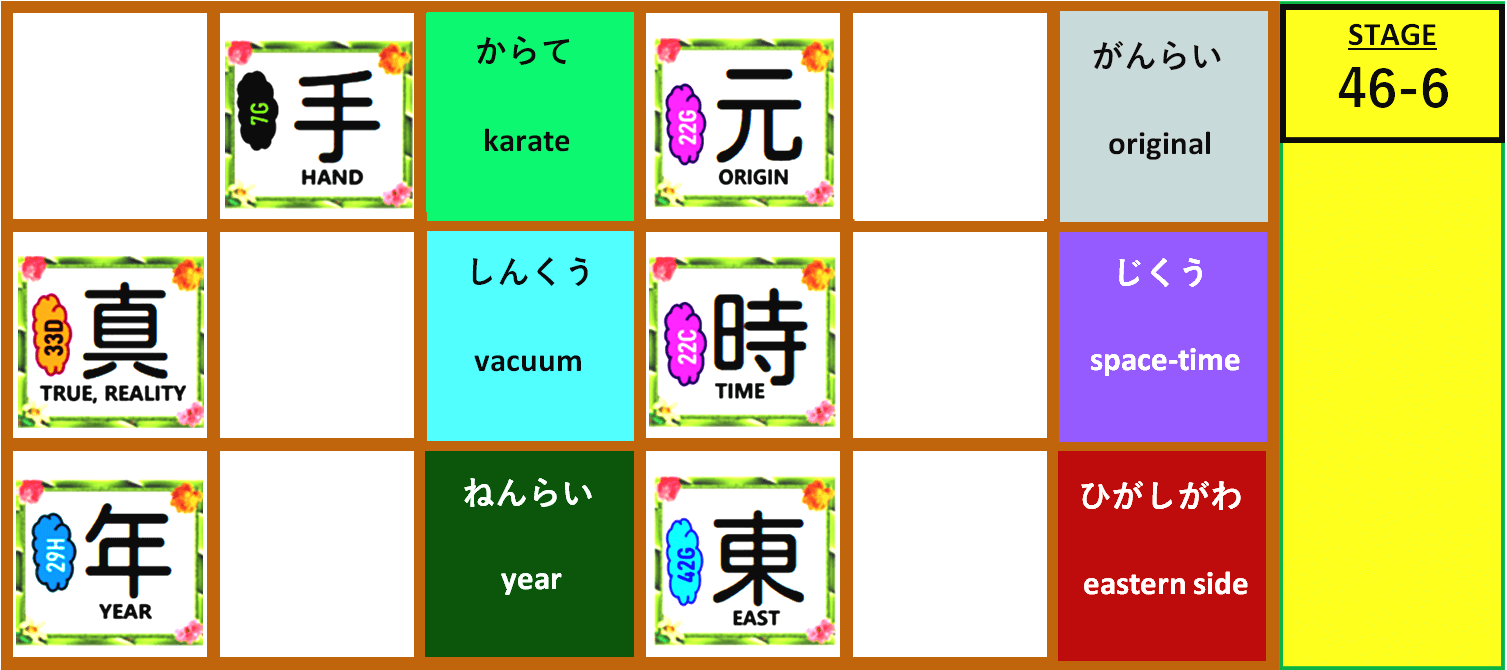 7G
手
HAND
からて
karate
22G
元
ORIGIN
がんらい
original
STAGE
46-6
33D
真
TRUE, REALITY
しんくう
vacuum
22C
時
TIME
じくう
space-time
29H
年
YEAR
ねんらい
year
42G
東
EAST
ひがしがわ
eastern side